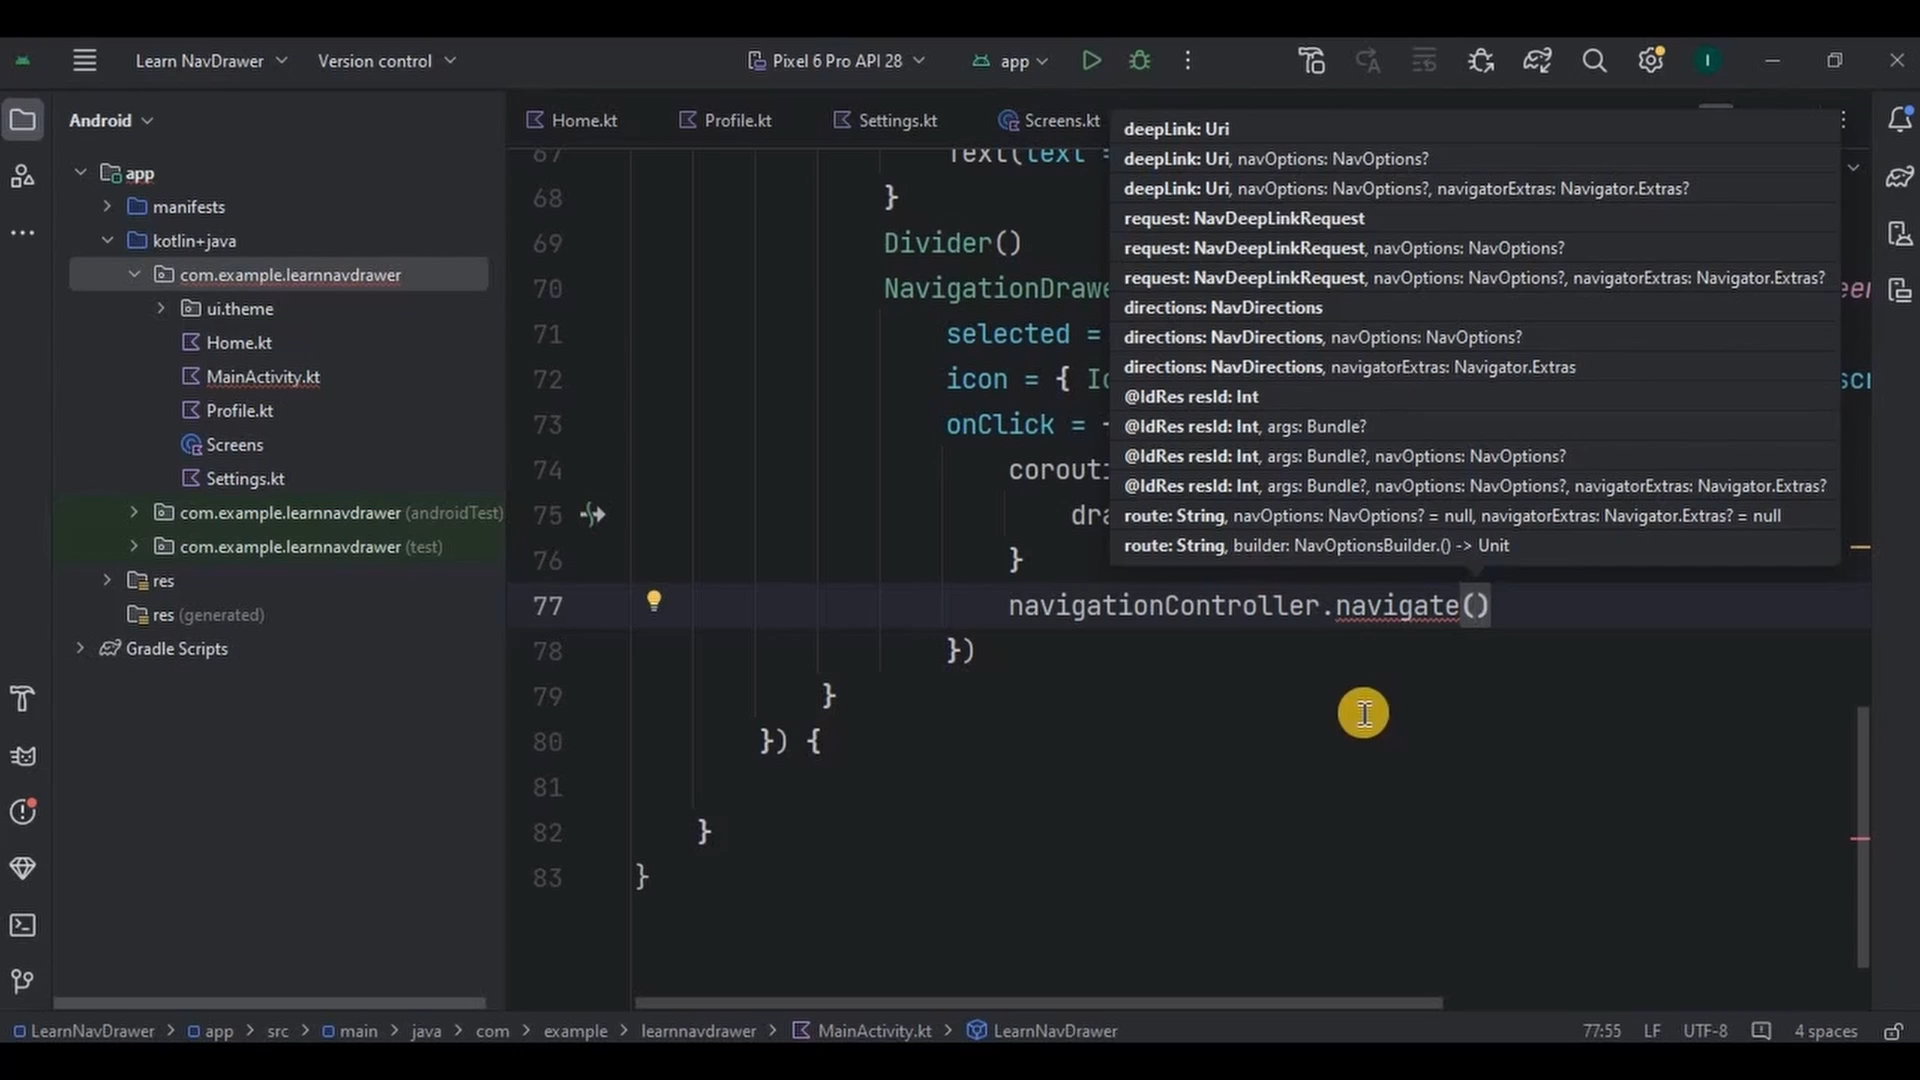 Learn NavDrawer
Version control
Pixel 6 Pro API 28
app
I
Android
Home.kt
Profile.kt
Settings.kt
Screens.kt
app
manifests
kotlin+java
com.example.learnnavdrawer
ui.theme
Home.kt
MainActivity.kt
Profile.kt
Screens
Settings.kt
com.example.learnnavdrawer (androidTest)
com.example.learnnavdrawer (test)
res
res (generated)
Gradle Scripts
67 Text(text =
68 }
69 Divider()
70 NavigationDrawe
71 selected =
72 icon = { Ic
73 onClick = {
74 corouti
75 dra
76 }
77 navigationController.navigate()
78 })
79 }
80 }) {
81
82 }
83 }
deepLink: Uri
deepLink: Uri, navOptions: NavOptions?
deepLink: Uri, navOptions: NavOptions?, navigatorExtras: Navigator.Extras?
request: NavDeepLinkRequest
request: NavDeepLinkRequest, navOptions: NavOptions?
request: NavDeepLinkRequest, navOptions: NavOptions?, navigatorExtras: Navigator.Extras?
directions: NavDirections
directions: NavDirections, navOptions: NavOptions?
directions: NavDirections, navigatorExtras: Navigator.Extras
@IdRes resId: Int
@IdRes resId: Int, args: Bundle?
@IdRes resId: Int, args: Bundle?, navOptions: NavOptions?
@IdRes resId: Int, args: Bundle?, navOptions: NavOptions?, navigatorExtras: Navigator.Extras?
route: String, navOptions: NavOptions? = null, navigatorExtras: Navigator.Extras? = null
route: String, builder: NavOptionsBuilder.() -> Unit
LearnNavDrawer > app > src > main > java > com > example > learnnavdrawer > MainActivity.kt > LearnNavDrawer
77:55 LF UTF-8 4 spaces